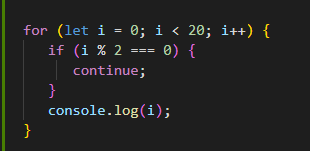 for (let i = 0; i < 20; i++) {
if (i % 2 === 0) {
continue;
}
console.log(i);
}